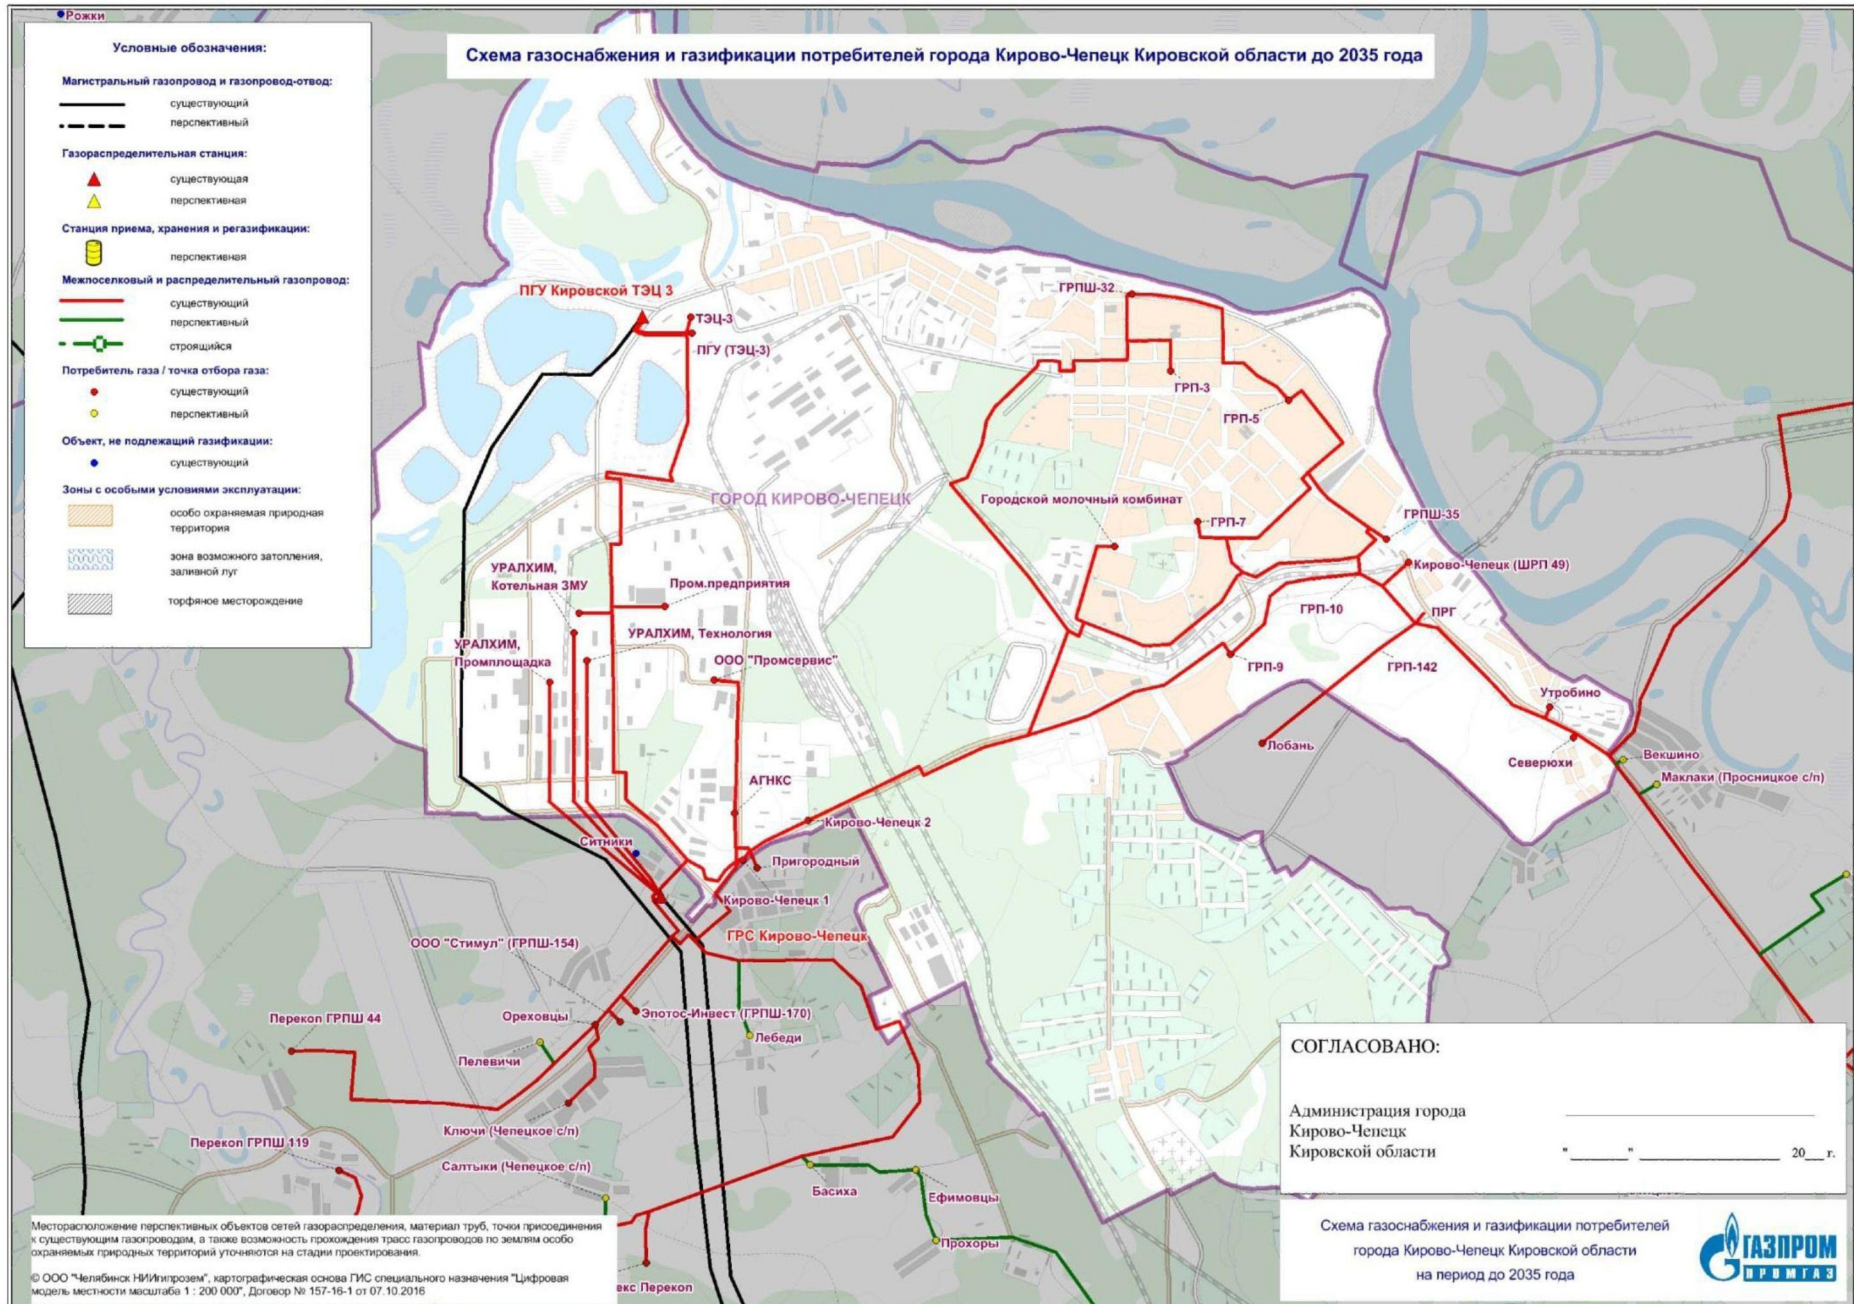 Рожки
Условные обозначения:
Магистральный газопровод и газопровод-отвод:
существующий
перспективный
Газораспределительная станция:
существующая
перспективная
Станция приема, хранения и регазификации:
перспективная
Межпоселковый и распределительный газопровод:
существующий
перспективный
строящийся
Потребитель газа / точка отбора газа:
существующий
перспективный
Объект, не подлежащий газификации:
существующий
Зоны с особыми условиями эксплуатации:
особо охраняемая природная
территория
зона возможного затопления,
заливной луг
торфяное месторождение
Схема газоснабжения и газификации потребителей города Кирово-Чепецк Кировской области до 2035 года
ПГУ Кировской ТЭЦ 3
ТЭЦ-3
ПГУ (ТЭЦ-3)
ГРПШ-32
ГРП-3
ГРП-5
ГОРОД КИРОВО-ЧЕПЕЦК
Городской молочный комбинат
ГРП-7
ГРПШ-35
Кирово-Чепецк (ШРП 49)
УРАЛХИМ,
Котельная ЗМУ
Пром.предприятия
ГРП-10
ПРГ
УРАЛХИМ, Технология
УРАЛХИМ,
Промплощадка
ООО "Промсервис"
ГРП-9
ГРП-142
Утробино
Лобань
Северюхи
Векшино
Маклаки (Просницкое с/п)
АГНКС
Кирово-Чепецк 2
Ситники
Пригородный
Кирово-Чепецк 1
ГРС Кирово-Чепецк
ООО "Стимул" (ГРПШ-154)
Эпотос-Инвест (ГРПШ-170)
Ореховцы
Перекоп ГРПШ 44
Лебеди
Пелевичи
Ключи (Чепецкое с/п)
Перекоп ГРПШ 119
Салтыки (Чепецкое с/п)
Басиха
Ефимовцы
Прохоры
екс Перекоп
СОГЛАСОВАНО:
Администрация города
Кирово-Чепецк
Кировской области
"________" __________________ 20___ г.
Месторасположение перспективных объектов сетей газораспределения, материал труб, точки присоединения
к существующим газопроводам, а также возможность прохождения трасс газопроводов по землям особо
охраняемых природных территорий уточняются на стадии проектирования.
© ООО "Челябинск НИИгипрозем", картографическая основа ГИС специального назначения "Цифровая
модель местности масштаба 1 : 200 000", Договор № 157-16-1 от 07.10.2016
Схема газоснабжения и газификации потребителей
города Кирово-Чепецк Кировской области
на период до 2035 года
ГАЗПРОМ
ПРОМГАЗ